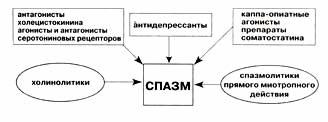 антагонисты
холецистокинина
агонисты и антагонисты
серотониновых рецепторов
антидепрессанты
каппа-опиатные
агонисты
препараты
соматостатина
холинолитики
СПАЗМ
спазмолитики
прямого миотропного
действия